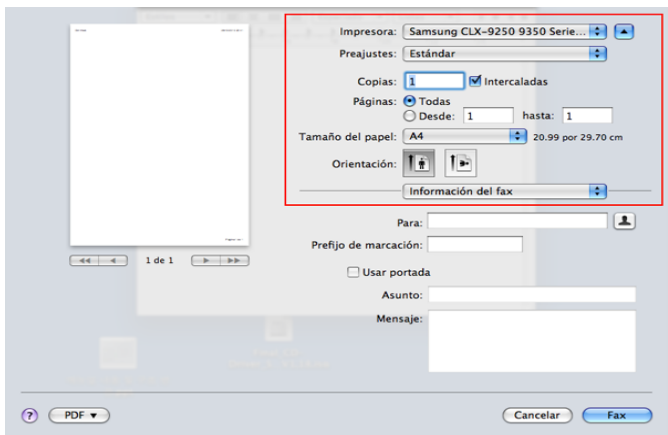 Impresora: Samsung CLX-9250 9350 Serie...
Preajustes: Estándar
Copias: 1 Intercaladas
Páginas: Todas
Desde: 1 hasta: 1
Tamaño del papel: A4 20.99 por 29.70 cm
Orientación:
Información del fax
Para:
Prefijo de marcación:
1 de 1
Usar portada
Asunto:
Mensaje:
? PDF Cancelar Fax